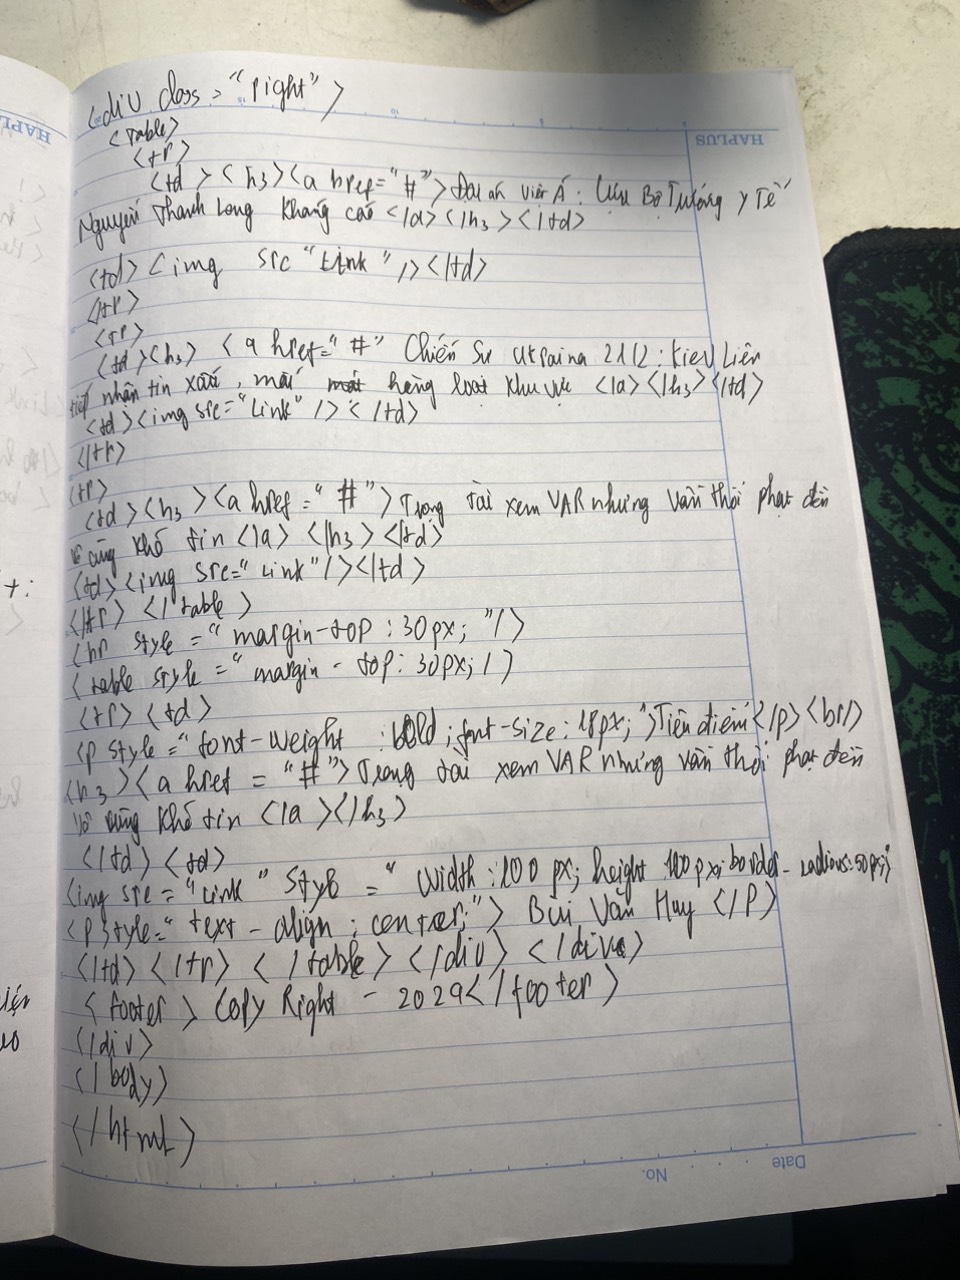 <div class = "right">
<table>
<tr>
<td><h3><a href="#">Đại án Việt Á: Cựu Bộ Trưởng y Tế
Nguyễn Thanh Long kháng cáo </a></h3></td>
<td><img src "Link" /></td>
</tr>
<tr>
<td><h3> <a href="#" Chiến Sự Utraina 21/2: Kiev Liên
tiếp nhận tin xấu, mất hàng loạt khu vực </a></h3></td>
<td><img src="Link" /></td>
</tr>
<tr>
<td><h3><a href="#">Trọng tài xem VAR nhưng vẫn thổi phạt đền
vô cùng khó tin </a> </h3></td>
<td><img src="Link"/></td>
</tr> </table>
<hr style="margin-top: 30px; "/>
<table style="margin-top: 30px;/>
<tr><td>
<p style="font-weight :bold; font-size: 18px;">Tiêu điểm</p><br/>
<h3><a href = "#">Trọng tài xem VAR nhưng vẫn thổi phạt đền
Vô cùng khó tin </a></h3>
</td><td>
<img src="Link" Style=" width:100 px; height 100px; border-radius:50px;
<p style="text-align: center;"> Bùi Văn Huy </P>
</td></tr> </table></div></div>
<footer> Copy Right - 2029</footer>
</div>
</body>
</html>
HAPLUS
HAPLUS
No.
Date